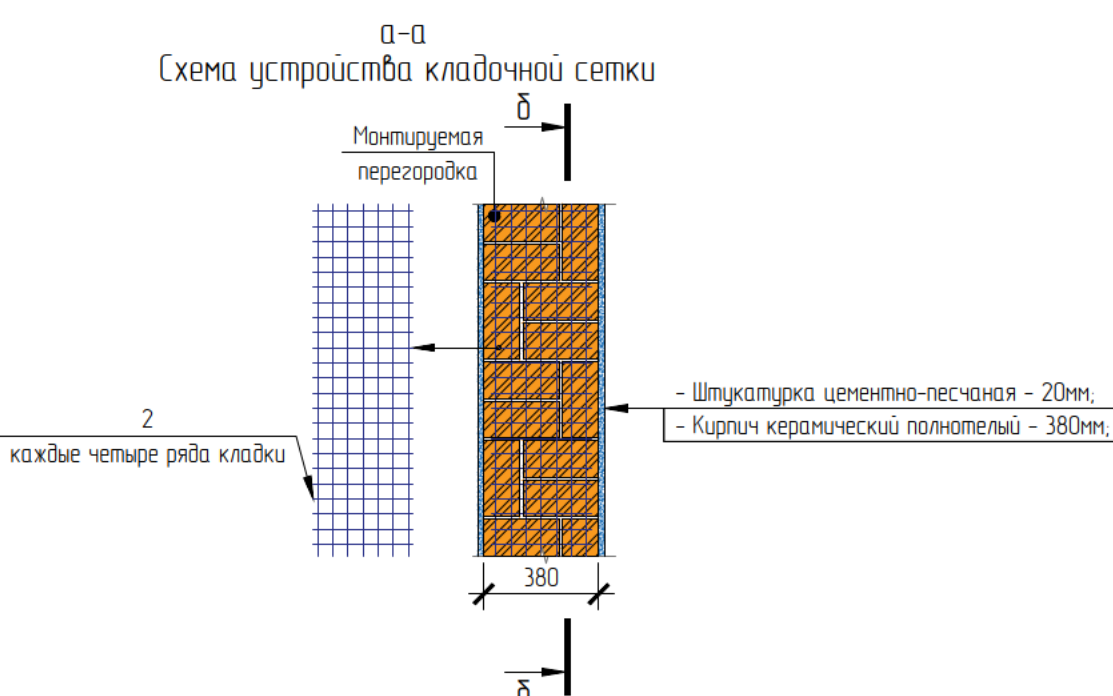 а-а
Схема устройства кладочной сетки
б
Монтируемая
перегородка
- Штукатурка цементно-песчаная - 20мм;
2
- Кирпич керамический полнотелый - 380мм;
каждые четыре ряда кладки
380
б